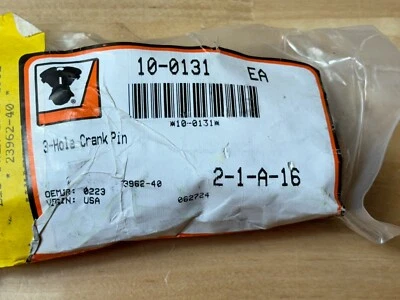 10-0131 EA
*10-0131*
3-Hole Crank Pin
2-1-A-16
OEM#: 23962-40
0223
ORIGIN: USA
062724
* 23962-40 *